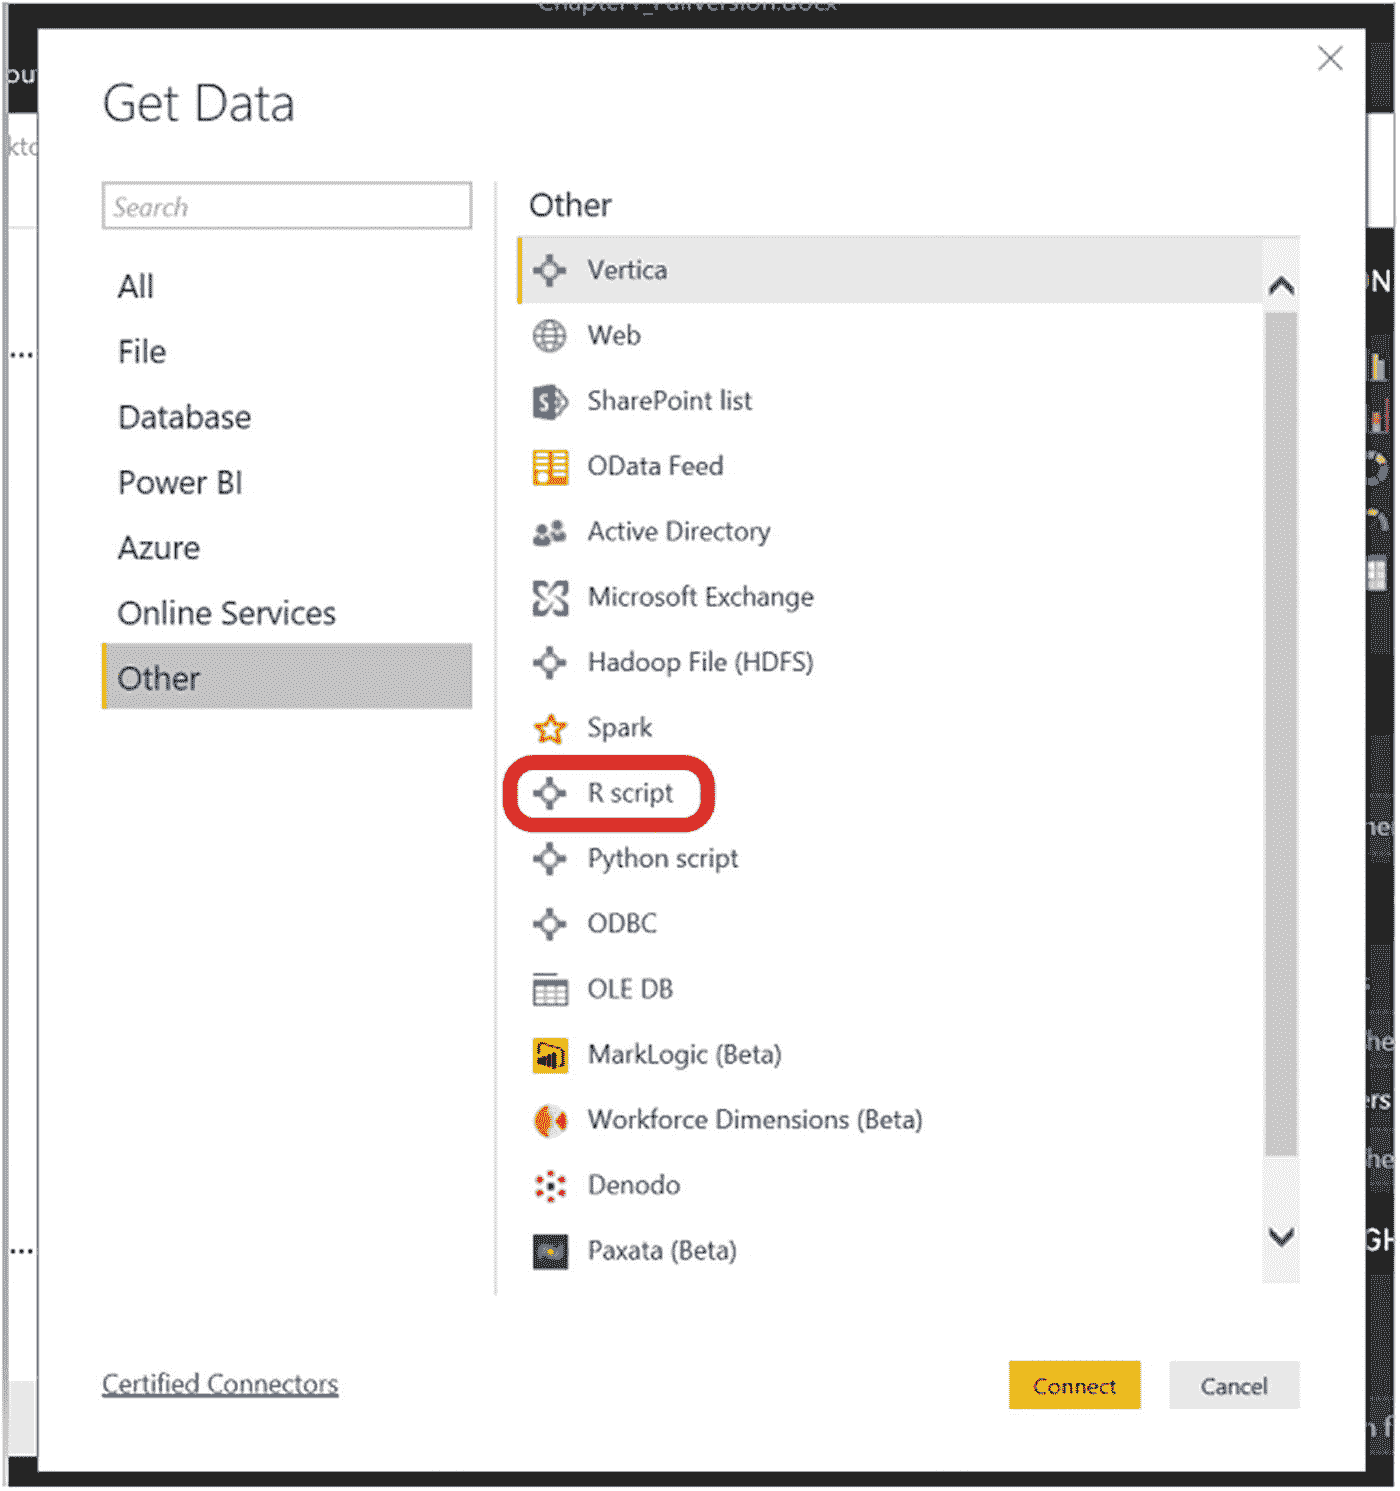 Get Data
Search
All
File
Database
Power BI
Azure
Online Services
Other
Other
Vertica
Web
SharePoint list
OData Feed
Active Directory
Microsoft Exchange
Hadoop File (HDFS)
Spark
R script
Python script
ODBC
OLE DB
MarkLogic (Beta)
Workforce Dimensions (Beta)
Denodo
Paxata (Beta)
Certified Connectors
Connect
Cancel